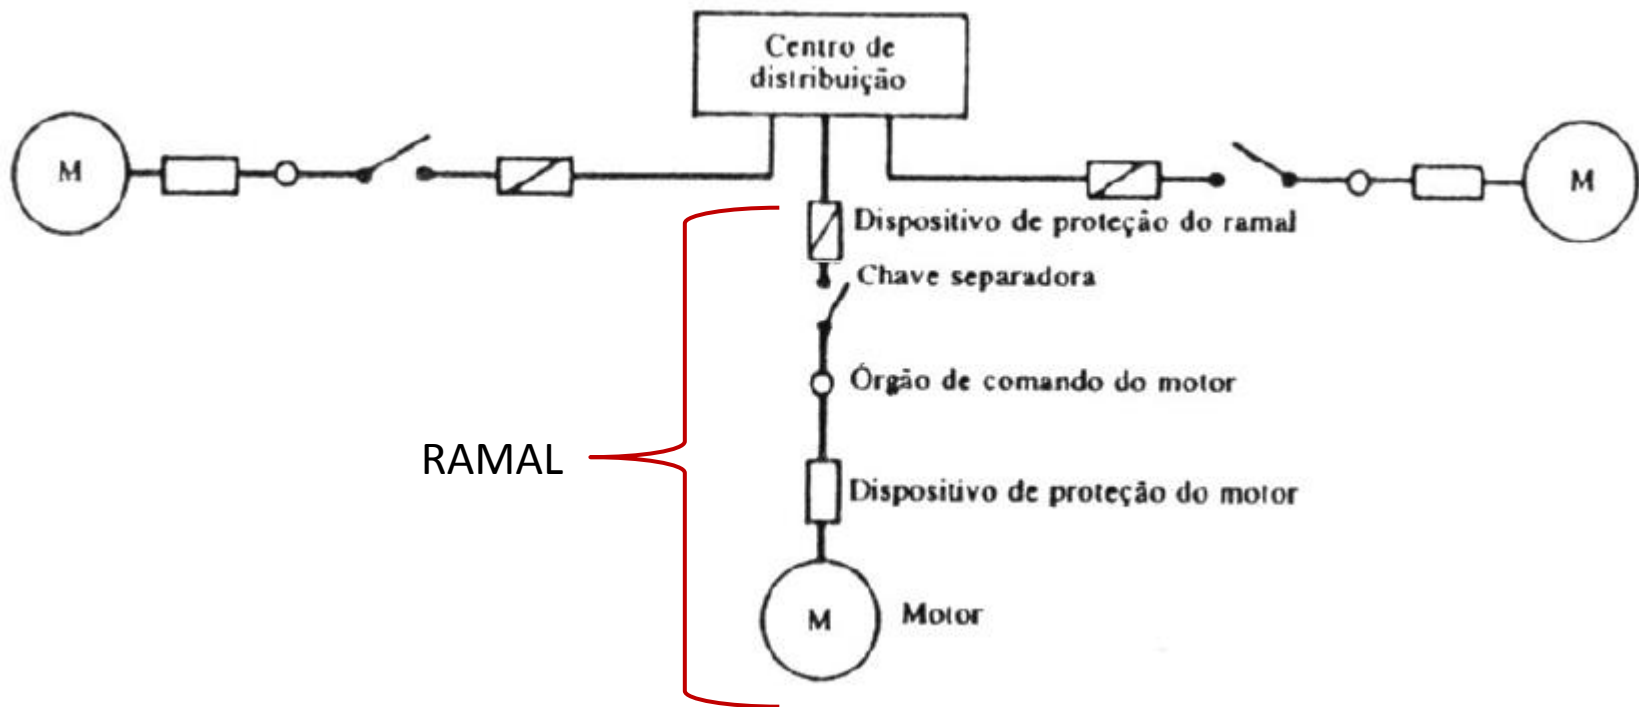 Centro de
distribuição
M
M
Dispositivo de proteção do ramal
Chave separadora
Órgão de comando do motor
RAMAL
Dispositivo de proteção do motor
M
Motor